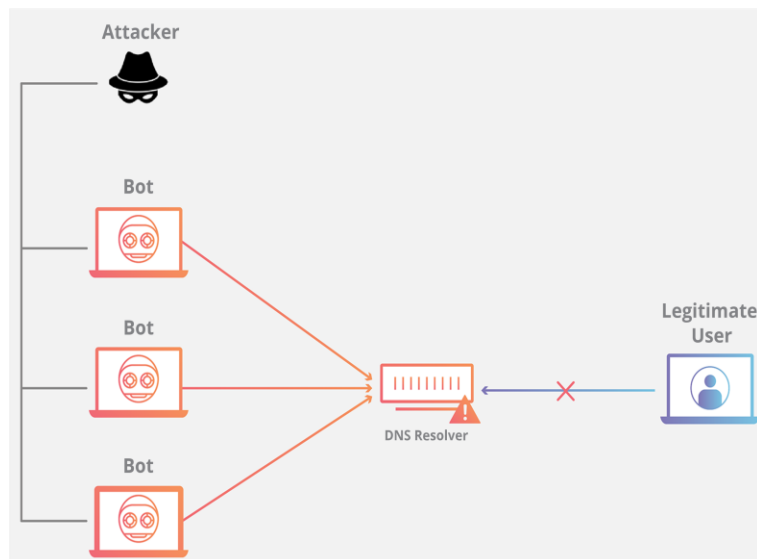 Attacker
Bot
Bot
Bot
DNS Resolver
Legitimate
User